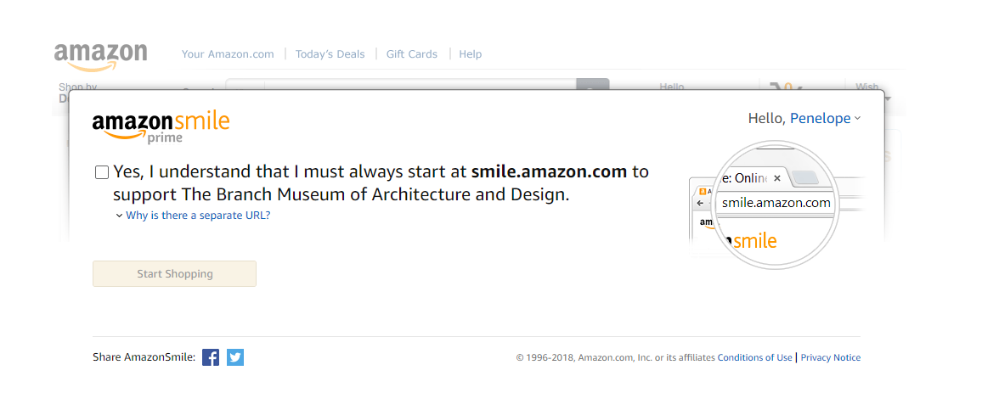 amazon
Your Amazon.com | Today's Deals | Gift Cards | Help
Shop by
Hello
0
Wish
amazonsmile
prime
Hello, Penelope
Yes, I understand that I must always start at smile.amazon.com to
support The Branch Museum of Architecture and Design.
Why is there a separate URL?
e: Online
smile.amazon.com
smile
Start Shopping
Share AmazonSmile:
© 1996-2018, Amazon.com, Inc. or its affiliates Conditions of Use | Privacy Notice